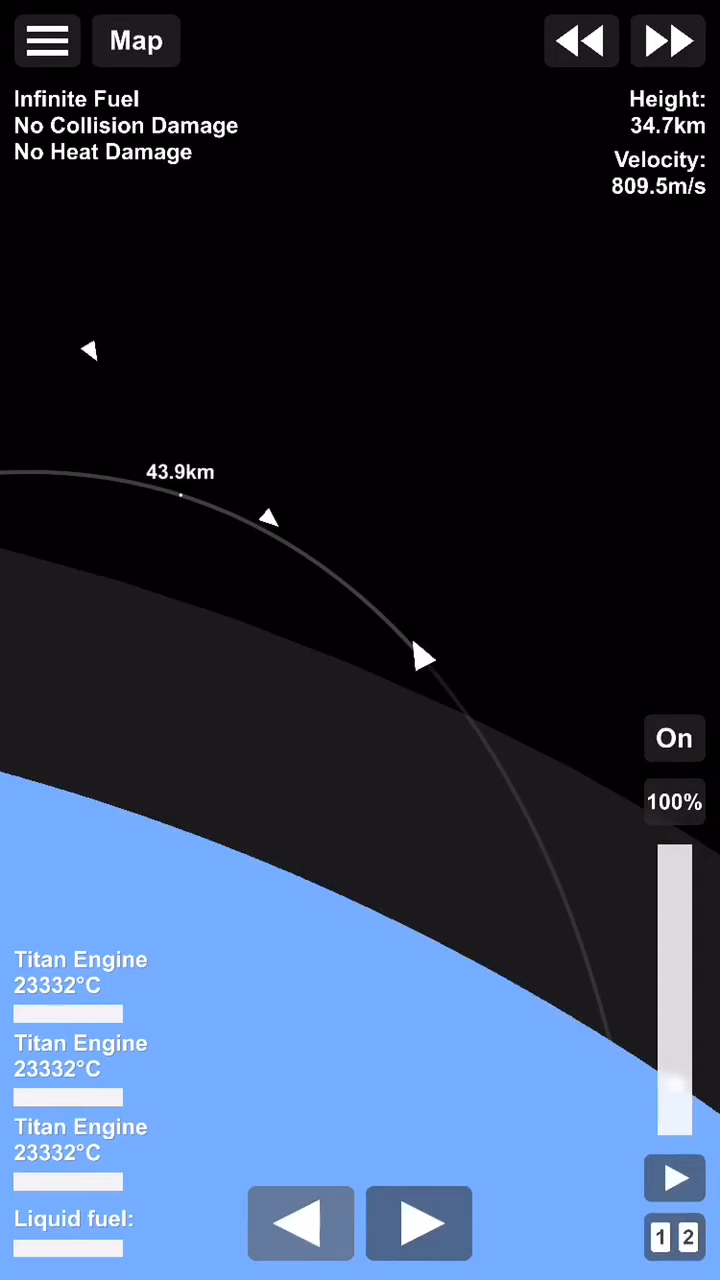 Map
Infinite Fuel
No Collision Damage
No Heat Damage
Height:
34.7km
Velocity:
809.5m/s
43.9km
On
100%
Titan Engine
23332°C
Titan Engine
23332°C
Titan Engine
23332°C
Liquid fuel:
1 2